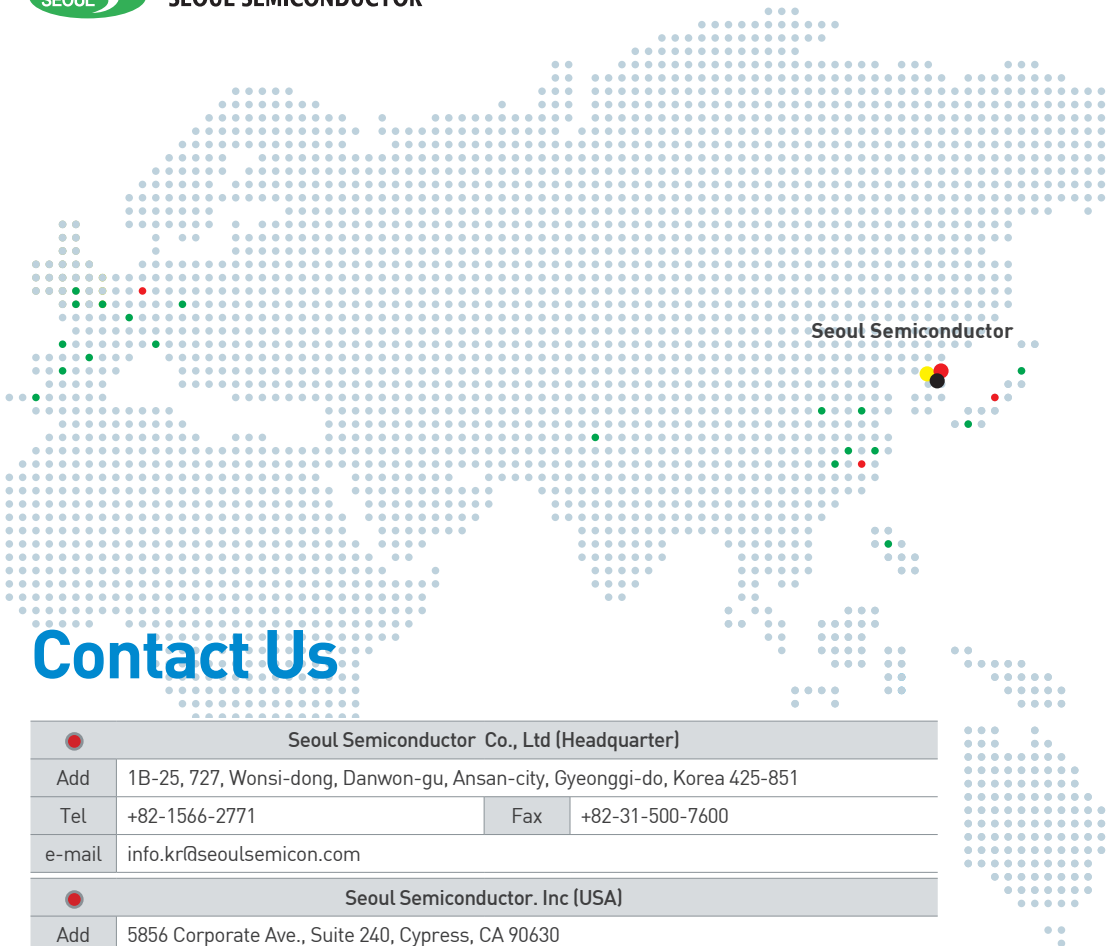 SEOUL
SEOUL SEMICONDUCTOR
Seoul Semiconductor
Contact Us
Seoul Semiconductor Co., Ltd (Headquarter)
Add 1B-25, 727, Wonsi-dong, Danwon-gu, Ansan-city, Gyeonggi-do, Korea 425-851
Tel +82-1566-2771 Fax +82-31-500-7600
e-mail info.kr@seoulsemicon.com
Seoul Semiconductor. Inc (USA)
Add 5856 Corporate Ave., Suite 240, Cypress, CA 90630